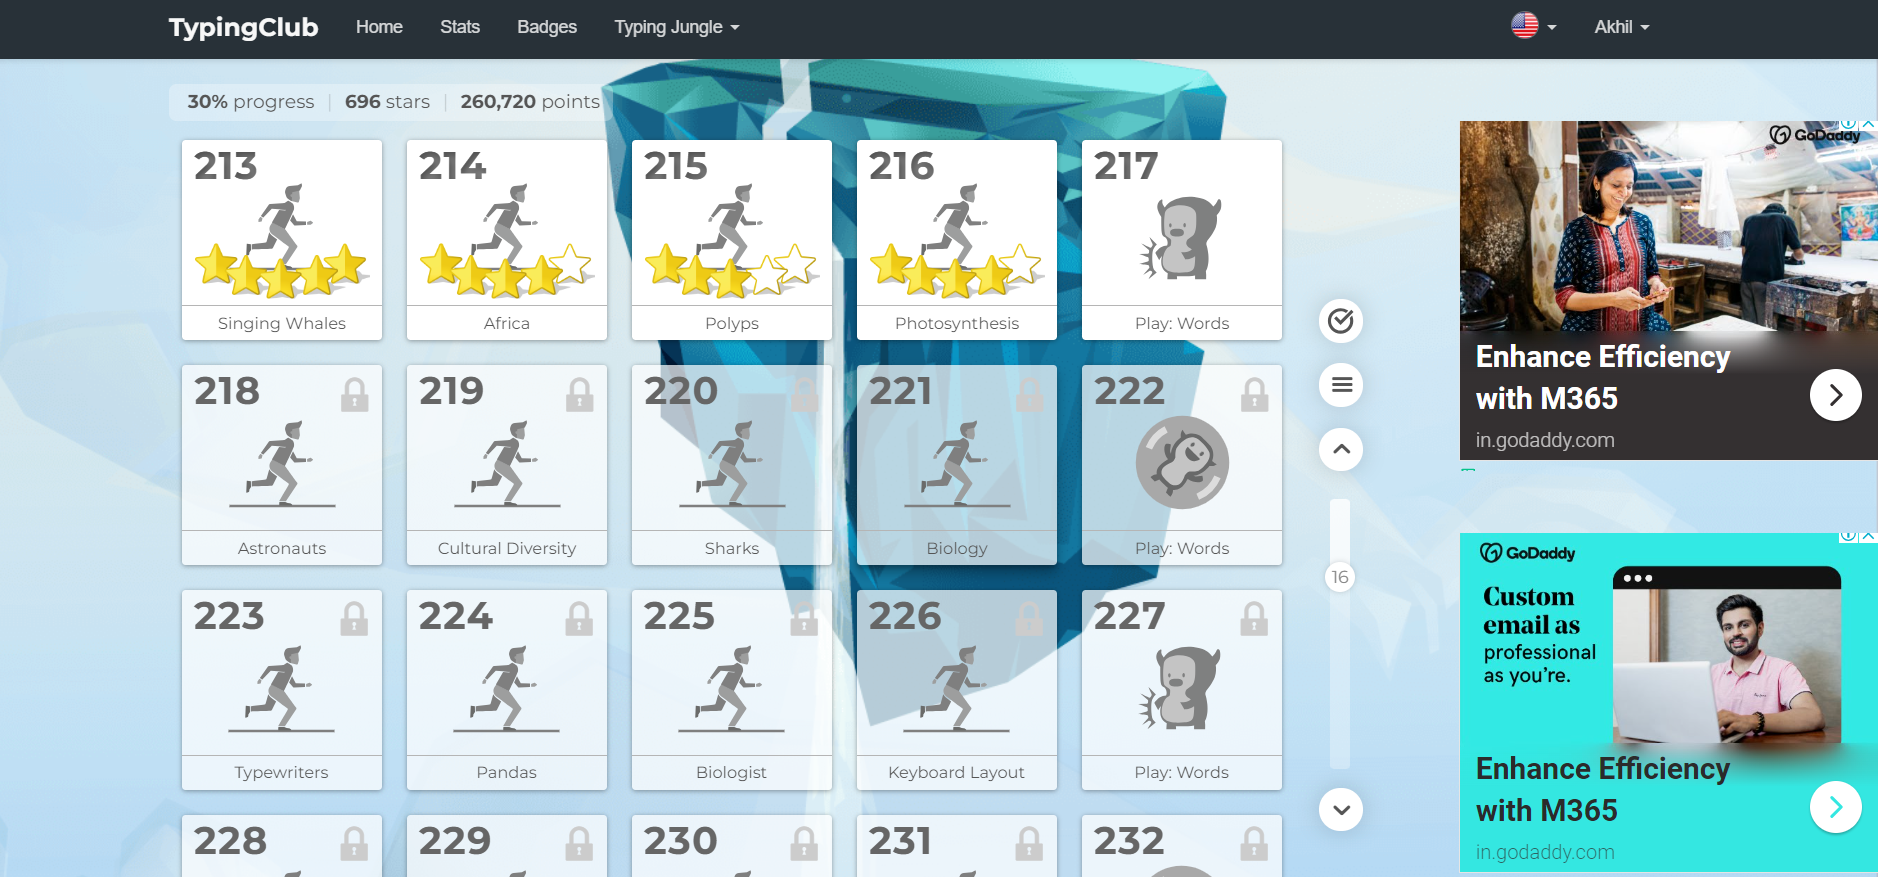 TypingClub Home Stats Badges Typing Jungle Akhil
30% progress 696 stars 260,720 points
213 214 215 216 217
Singing Whales Africa Polyps Photosynthesis Play: Words
218 219 220 221 222
Astronauts Cultural Diversity Sharks Biology Play: Words
223 224 225 226 227
Typewriters Pandas Biologist Keyboard Layout Play: Words
228 229 230 231 232
16
GoDaddy
Enhance Efficiency
with M365
in.godaddy.com
GoDaddy
Custom
email as
professional
as you're.
Enhance Efficiency
with M365
in.godaddy.com